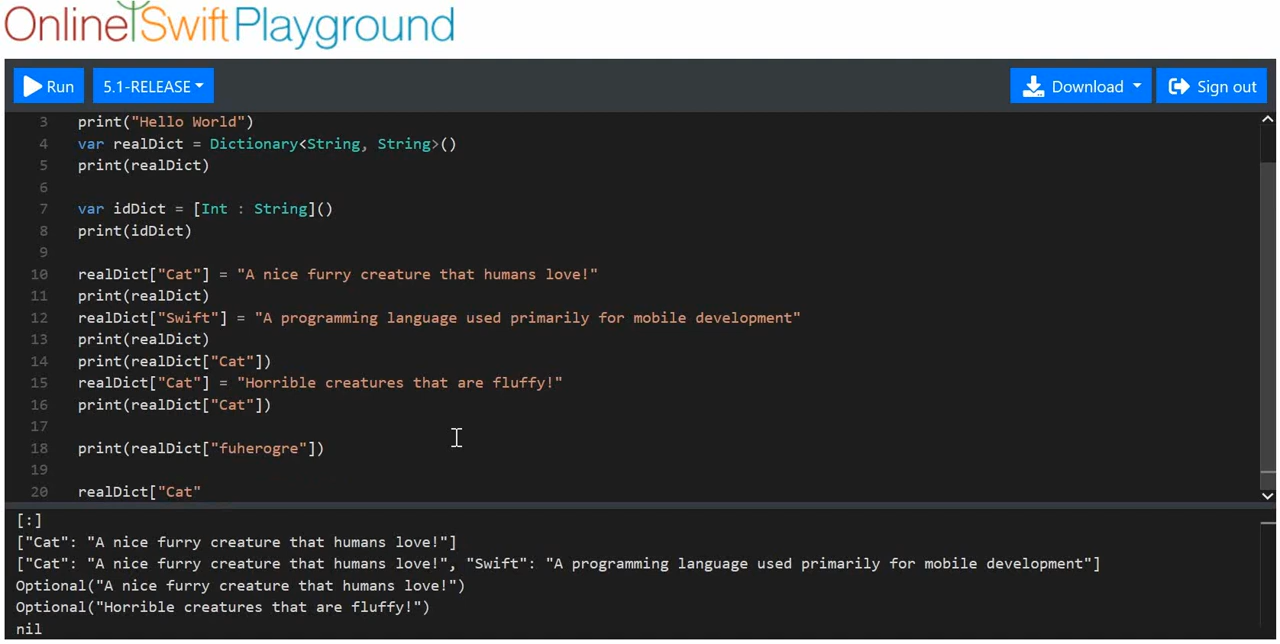 Online Swift Playground
Run 5.1-RELEASE Download Sign out
3 print("Hello World")
4 var realDict = Dictionary<String, String>()
5 print(realDict)
6
7 var idDict = [Int : String]()
8 print(idDict)
9
10 realDict["Cat"] = "A nice furry creature that humans love!"
11 print(realDict)
12 realDict["Swift"] = "A programming language used primarily for mobile development"
13 print(realDict)
14 print(realDict["Cat"])
15 realDict["Cat"] = "Horrible creatures that are fluffy!"
16 print(realDict["Cat"])
17
18 print(realDict["fuherogre"])
19
20 realDict["Cat"
[:]
["Cat": "A nice furry creature that humans love!"]
["Cat": "A nice furry creature that humans love!", "Swift": "A programming language used primarily for mobile development"]
Optional("A nice furry creature that humans love!")
Optional("Horrible creatures that are fluffy!")
nil